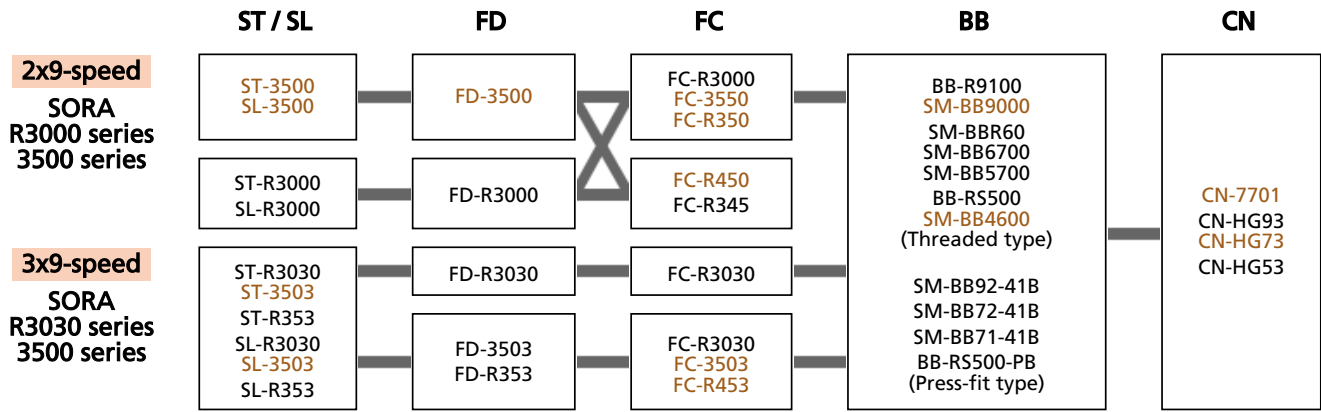 ST / SL
FD
FC
BB
CN
2x9-speed
SORA
R3000 series
3500 series
ST-3500
SL-3500
FD-3500
FC-R3000
FC-3550
FC-R350
ST-R3000
SL-R3000
FD-R3000
FC-R450
FC-R345
3x9-speed
SORA
R3030 series
3500 series
ST-R3030
ST-3503
ST-R353
SL-R3030
SL-3503
SL-R353
FD-R3030
FC-R3030
FD-3503
FD-R353
FC-R3030
FC-3503
FC-R453
BB-R9100
SM-BB9000
SM-BBR60
SM-BB6700
SM-BB5700
BB-RS500
SM-BB4600
(Threaded type)
SM-BB92-41B
SM-BB72-41B
SM-BB71-41B
BB-RS500-PB
(Press-fit type)
CN-7701
CN-HG93
CN-HG73
CN-HG53